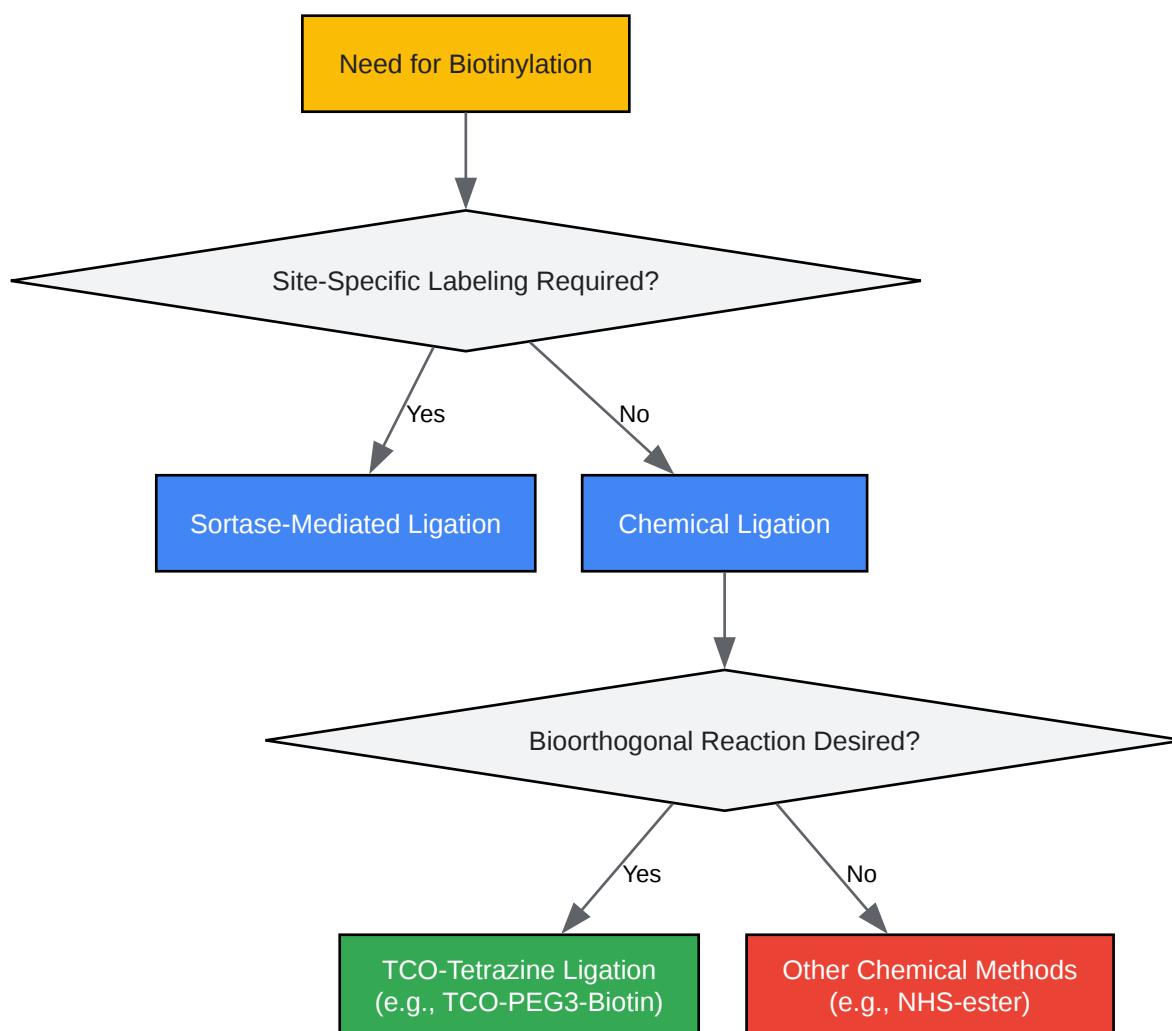 Need for Biotinylation
Site-Specific Labeling Required?
Yes
No
Sortase-Mediated Ligation
Chemical Ligation
Bioorthogonal Reaction Desired?
Yes
No
TCO-Tetrazine Ligation
(e.g., TCO-PEG3-Biotin)
Other Chemical Methods
(e.g., NHS-ester)